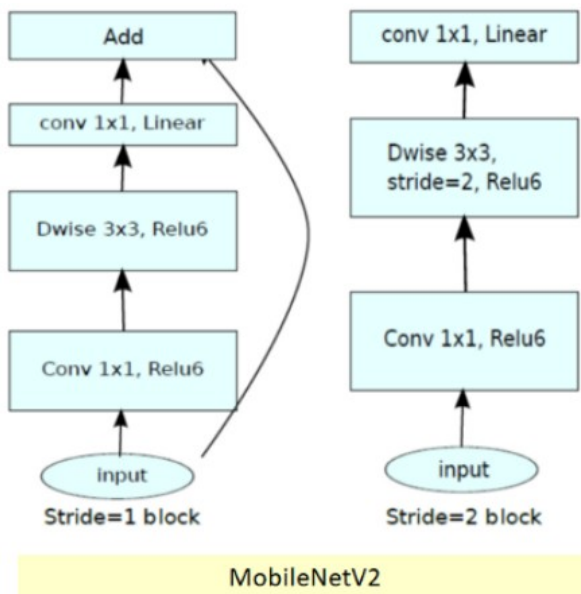 Add
conv 1x1, Linear
Dwise 3x3, Relu6
Conv 1x1, Relu6
input
Stride=1 block
conv 1x1, Linear
Dwise 3x3,
stride=2, Relu6
Conv 1x1, Relu6
input
Stride=2 block
MobileNetV2